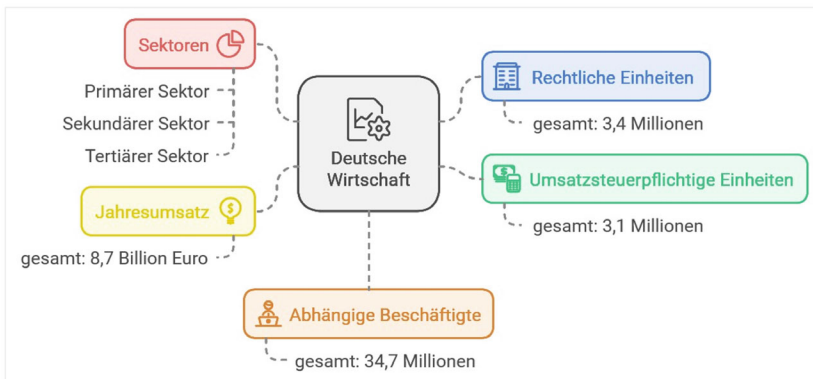 Sektoren
Primärer Sektor
Sekundärer Sektor
Tertiärer Sektor
Jahresumsatz
gesamt: 8,7 Billion Euro
Deutsche
Wirtschaft
Rechtliche Einheiten
gesamt: 3,4 Millionen
Umsatzsteuerpflichtige Einheiten
gesamt: 3,1 Millionen
Abhängige Beschäftigte
gesamt: 34,7 Millionen